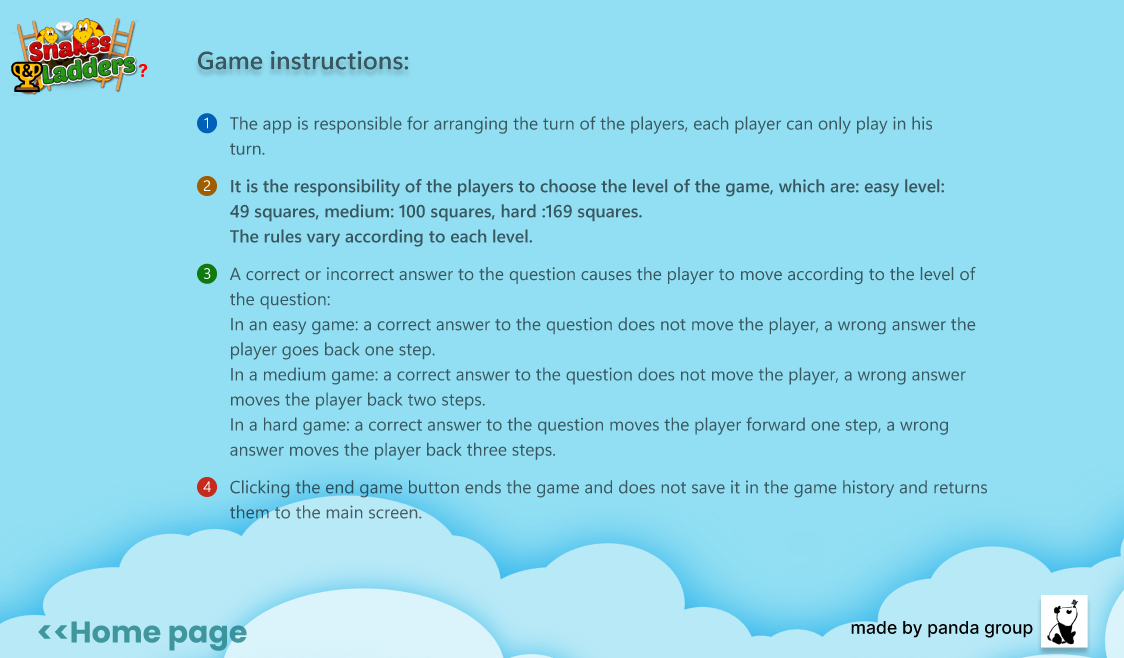 Snakes
& Ladders?
Game instructions:
1 The app is responsible for arranging the turn of the players, each player can only play in his
turn.
2 It is the responsibility of the players to choose the level of the game, which are: easy level:
49 squares, medium: 100 squares, hard :169 squares.
The rules vary according to each level.
3 A correct or incorrect answer to the question causes the player to move according to the level of
the question:
In an easy game: a correct answer to the question does not move the player, a wrong answer the
player goes back one step.
In a medium game: a correct answer to the question does not move the player, a wrong answer
moves the player back two steps.
In a hard game: a correct answer to the question moves the player forward one step, a wrong
answer moves the player back three steps.
4 Clicking the end game button ends the game and does not save it in the game history and returns
them to the main screen.
<<Home page
made by panda group